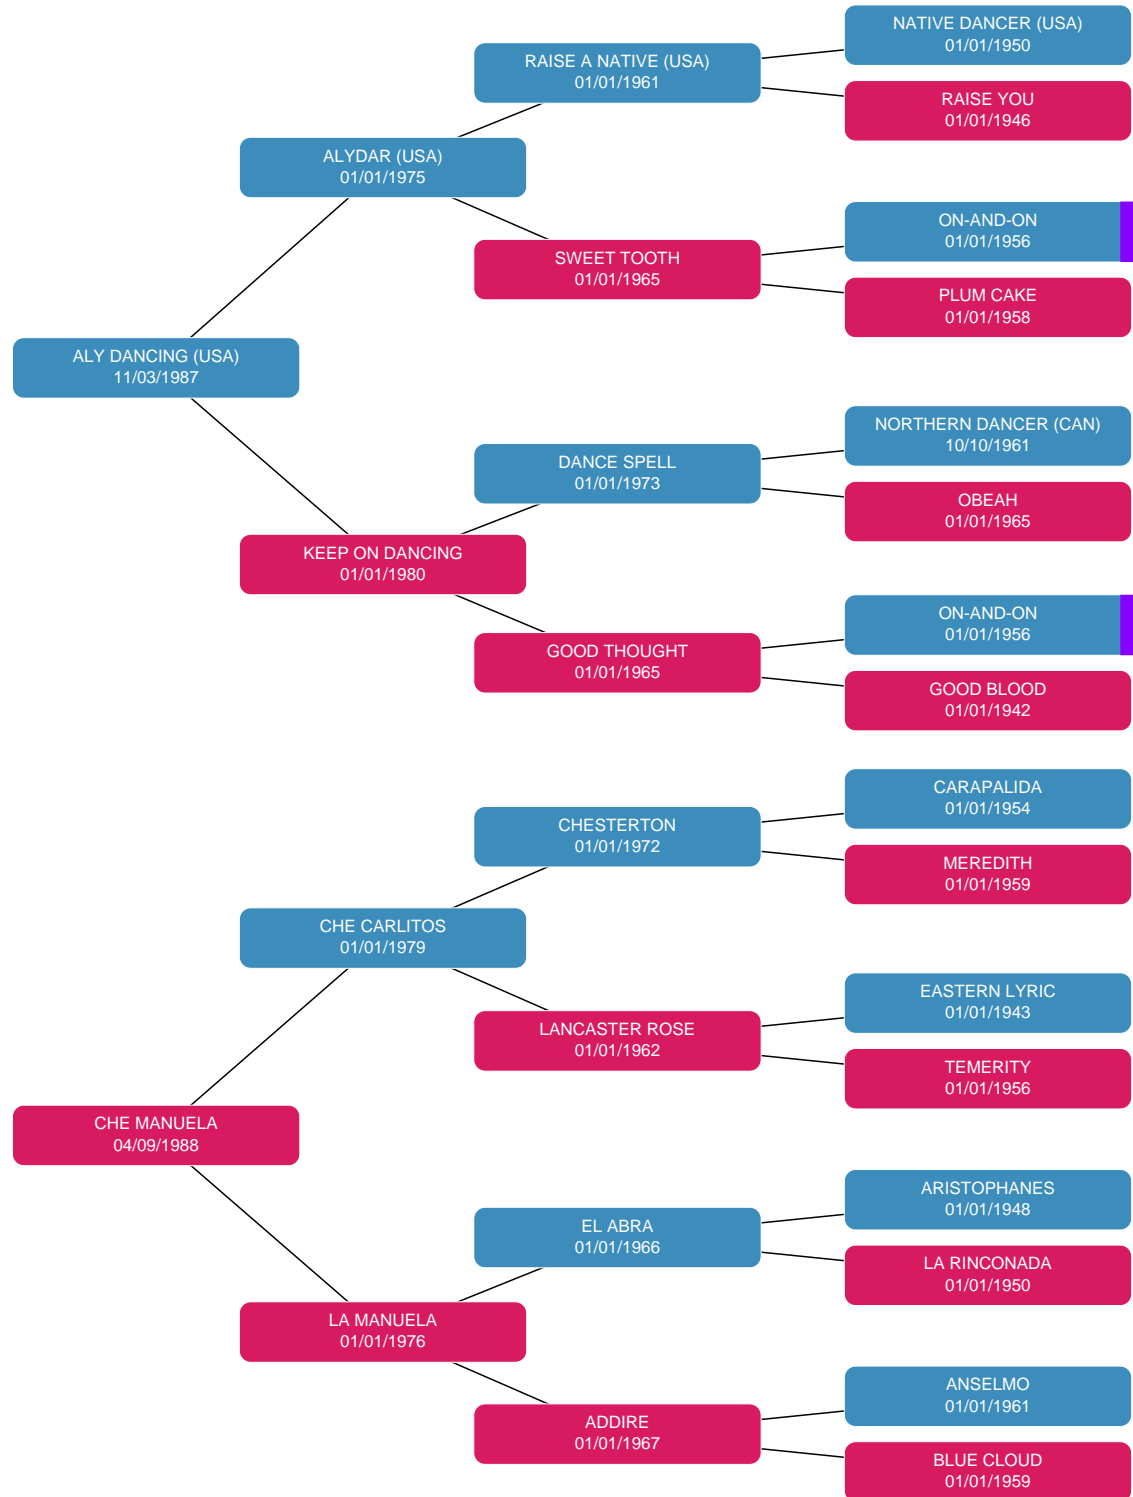 NATIVE DANCER (USA)
01/01/1950
RAISE A NATIVE (USA)
01/01/1961
RAISE YOU
01/01/1946
ALYDAR (USA)
01/01/1975
ON-AND-ON
01/01/1956
SWEET TOOTH
01/01/1965
PLUM CAKE
01/01/1958
ALY DANCING (USA)
11/03/1987
NORTHERN DANCER (CAN)
10/10/1961
DANCE SPELL
01/01/1973
OBEAH
01/01/1965
KEEP ON DANCING
01/01/1980
ON-AND-ON
01/01/1956
GOOD THOUGHT
01/01/1965
GOOD BLOOD
01/01/1942
CARAPALIDA
01/01/1954
CHESTERTON
01/01/1972
MEREDITH
01/01/1959
CHE CARLITOS
01/01/1979
EASTERN LYRIC
01/01/1943
LANCASTER ROSE
01/01/1962
TEMERITY
01/01/1956
CHE MANUELA
04/09/1988
ARISTOPHANES
01/01/1948
EL ABRA
01/01/1966
LA RINCONADA
01/01/1950
LA MANUELA
01/01/1976
ANSELMO
01/01/1961
ADDIRE
01/01/1967
BLUE CLOUD
01/01/1959